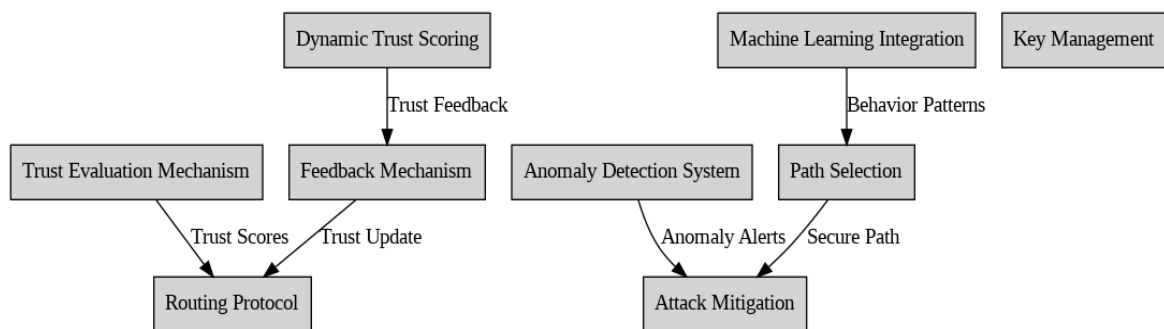 Dynamic Trust Scoring
Machine Learning Integration
Key Management
Trust Feedback
Behavior Patterns
Trust Evaluation Mechanism
Feedback Mechanism
Anomaly Detection System
Path Selection
Trust Scores
Trust Update
Anomaly Alerts
Secure Path
Routing Protocol
Attack Mitigation